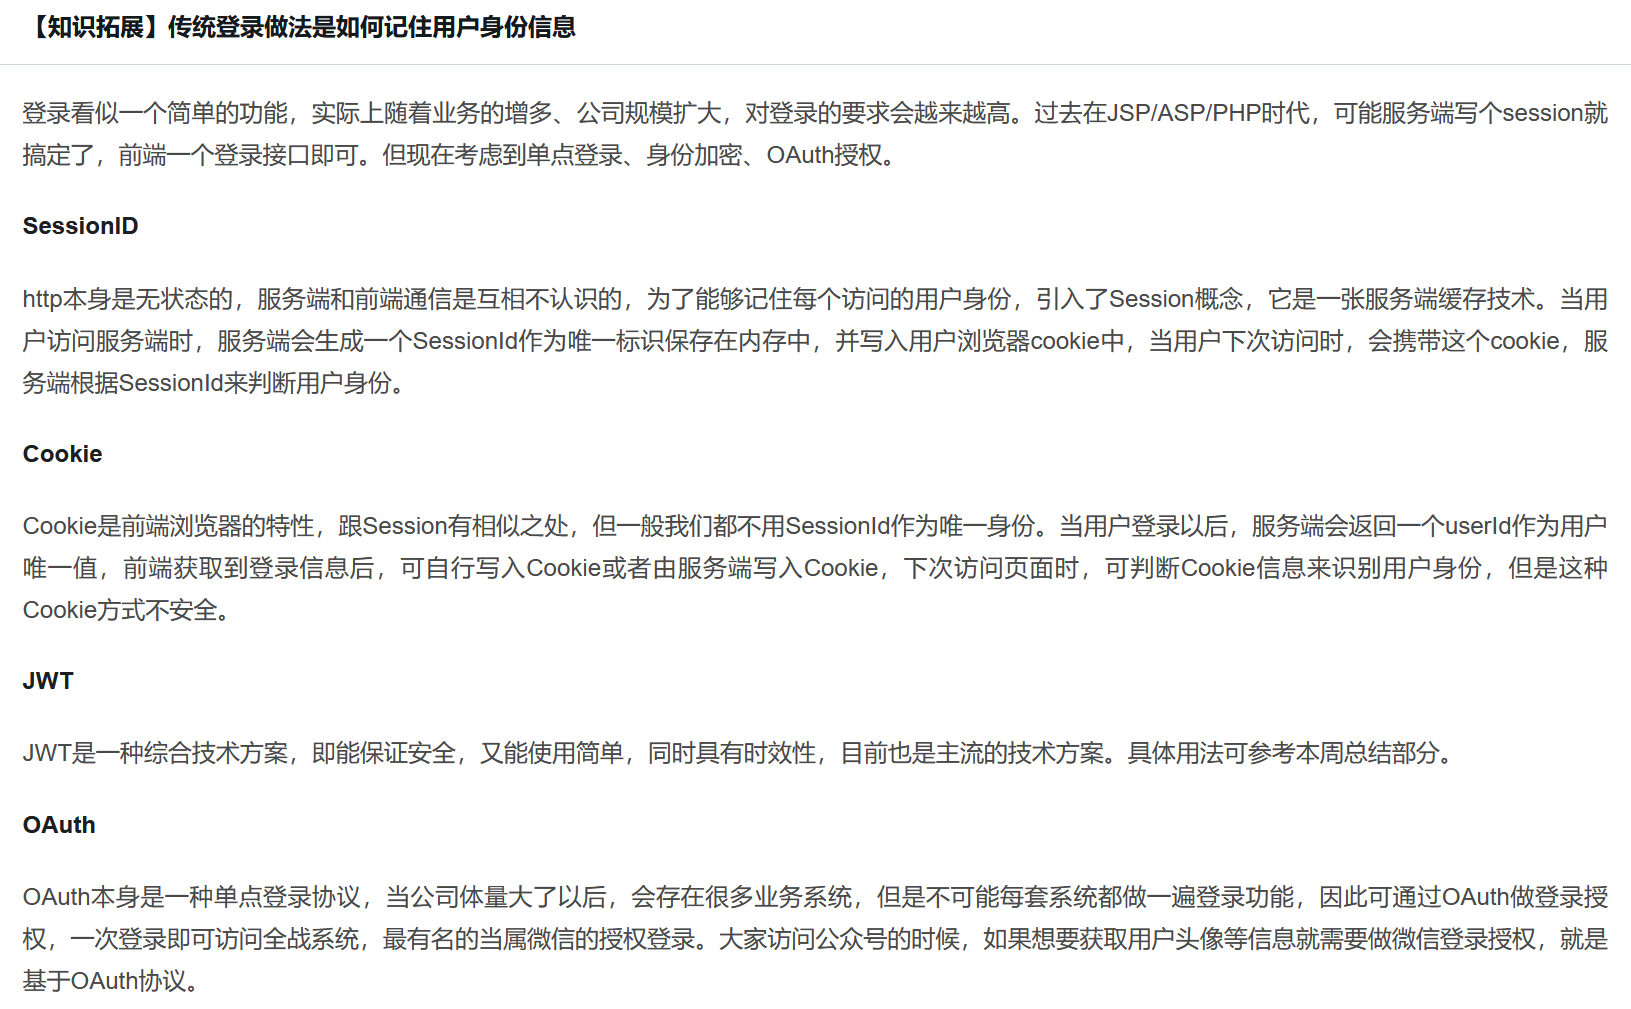 【知识拓展】传统登录做法是如何记住用户身份信息
登录看似一个简单的功能，实际上随着业务的增多、公司规模扩大，对登录的要求会越来越高。过去在JSP/ASP/PHP时代，可能服务端写个session就
搞定了，前端一个登录接口即可。但现在考虑到单点登录、身份加密、OAuth授权。
SessionID
http本身是无状态的，服务端和前端通信是互相不认识的，为了能够记住每个访问的用户身份，引入了Session概念，它是一张服务端缓存技术。当用
户访问服务端时，服务端会生成一个SessionId作为唯一标识保存在内存中，并写入用户浏览器cookie中，当用户下次访问时，会携带这个cookie，服
务端根据SessionId来判断用户身份。
Cookie
Cookie是前端浏览器的特性，跟Session有相似之处，但一般我们都不用SessionId作为唯一身份。当用户登录以后，服务端会返回一个userId作为用户
唯一值，前端获取到登录信息后，可自行写入Cookie或者由服务端写入Cookie，下次访问页面时，可判断Cookie信息来识别用户身份，但是这种
Cookie方式不安全。
JWT
JWT是一种综合技术方案，即能保证安全，又能使用简单，同时具有时效性，目前也是主流的技术方案。具体用法可参考本周总结部分。
OAuth
OAuth本身是一种单点登录协议，当公司体量大了以后，会存在很多业务系统，但是不可能每套系统都做一遍登录功能，因此可通过OAuth做登录授
权，一次登录即可访问全战系统，最有名的当属微信的授权登录。大家访问公众号的时候，如果想要获取用户头像等信息就需要做微信登录授权，就是
基于OAuth协议。